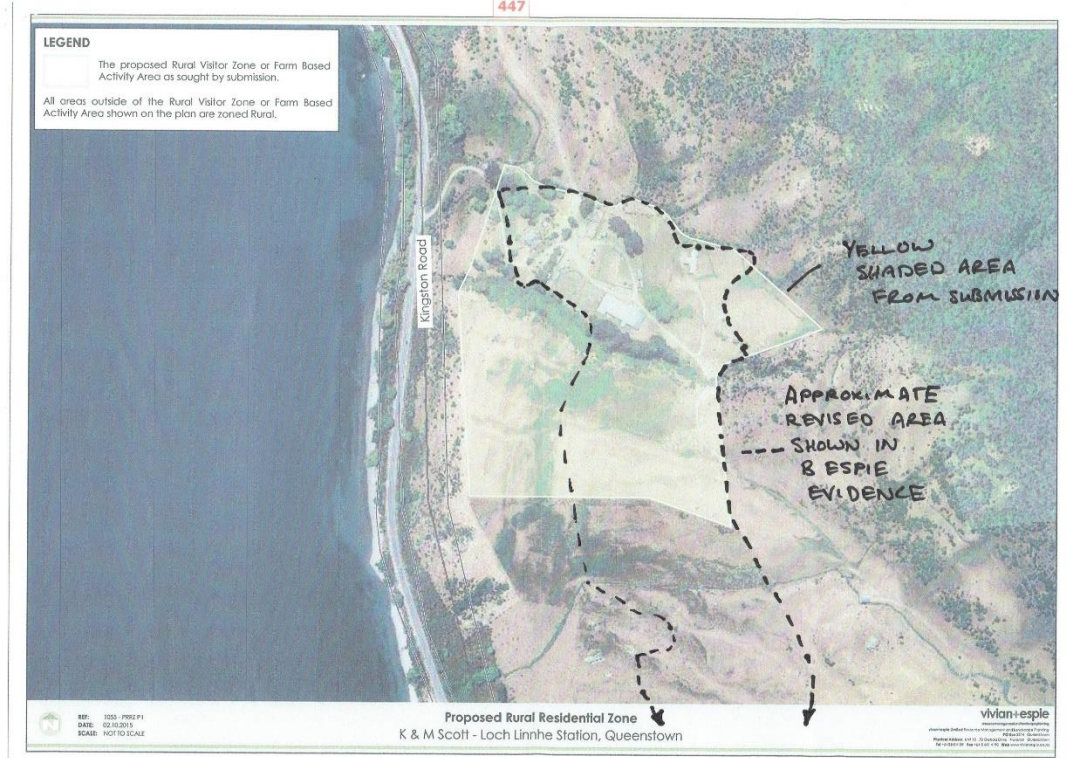 447
LEGEND
The proposed Rural Visitor Zone or Farm Based
Activity Area as sought by submission.
All areas outside of the Rural Visitor Zone or Farm Based
Activity Area shown on the plan are zoned Rural.
Kingston Road
YELLOW
SHADED AREA
FROM SUBMISSION
APPROXIMATE
REVISED AREA
SHOWN IN
B ESPIE
EVIDENCE
REF: 1055 - PRRZ P1
DATE: 02.10.2015
SCALE: NOT TO SCALE
Proposed Rural Residential Zone
K & M Scott - Loch Linnhe Station, Queenstown
vivian+espie